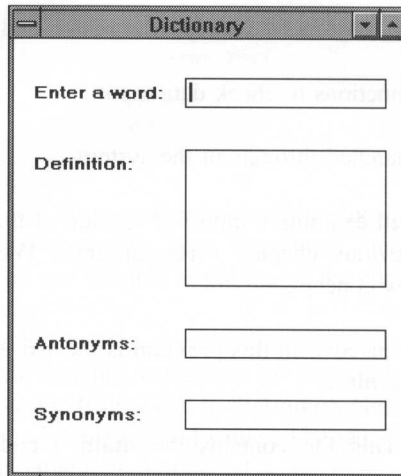 Dictionary
Enter a word:
Definition:
Antonyms:
Synonyms: